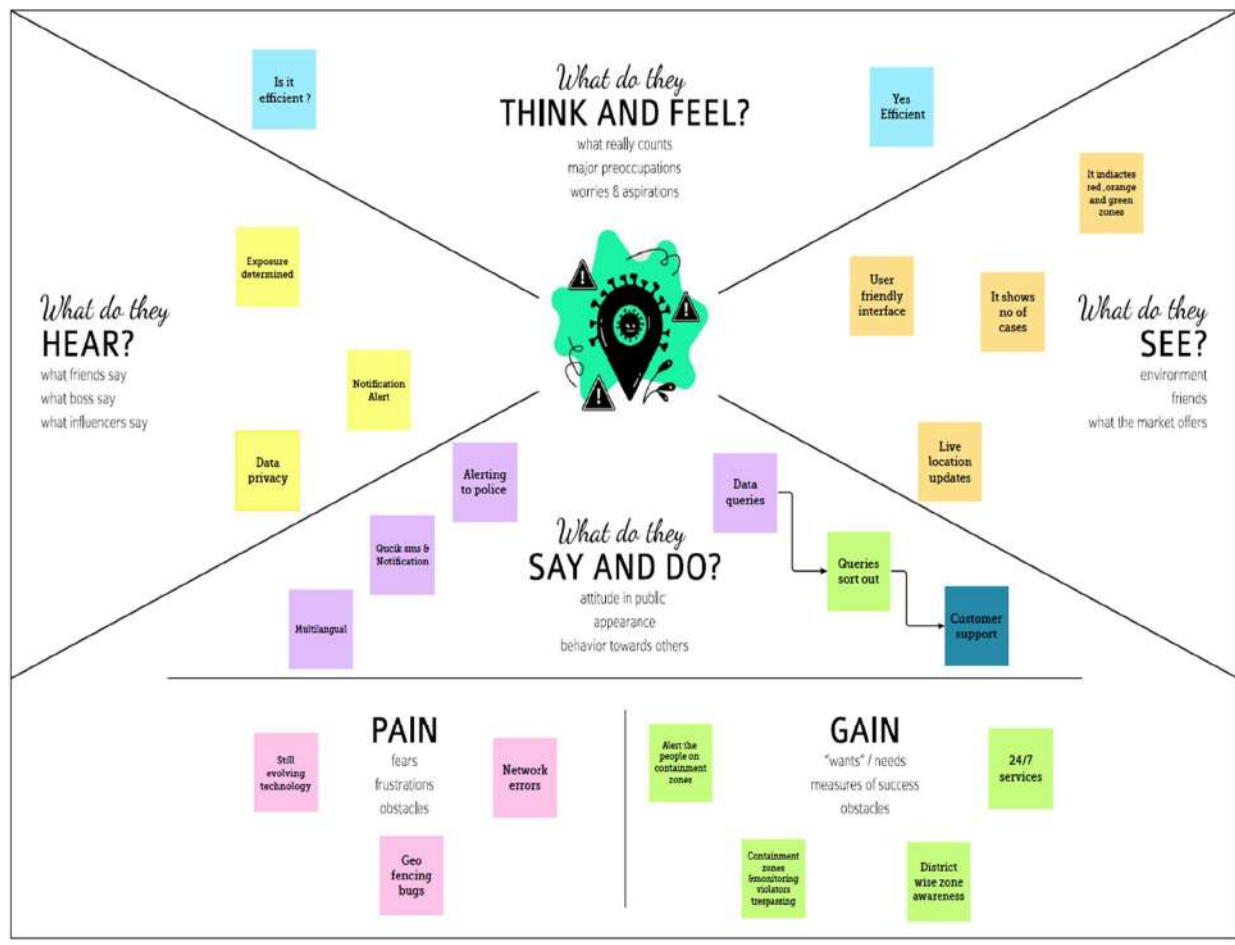 Is it
efficient ?
What do they
THINK AND FEEL?
what really counts
major preoccupations
worries & aspirations
Yes
Efficient
What do they
HEAR?
what friends say
what boss say
what influencers say
Exposure
determined
Notification
Alert
Data
privacy
It indiactes
red ,orange
and green
zones
User
friendly
interface
It shows
no of
cases
Live
location
updates
What do they
SEE?
environment
friends
what the market offers
Alerting
to police
Qucik sms &
Notification
Multilangual
What do they
SAY AND DO?
attitude in public
appearance
behavior towards others
Data
queries
Queries
sort out
Customer
support
PAIN
fears
frustrations
obstacles
Still
evolving
technology
Network
errors
Geo
fencing
bugs
GAIN
"wants" / needs
measures of success
obstacles
Alert the
people on
containment
zones
24/7
services
Containment
zones
&monitoring
violators
trespassing
District
wise zone
awareness